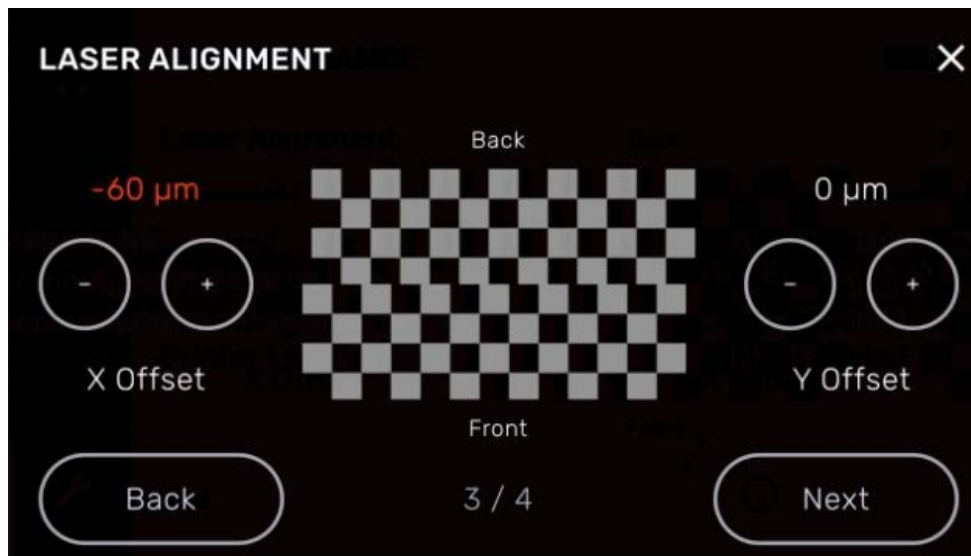 LASER ALIGNMENT
Back
-60 µm
0 µm
- +
- +
X Offset
Y Offset
Front
Back
3 / 4
Next